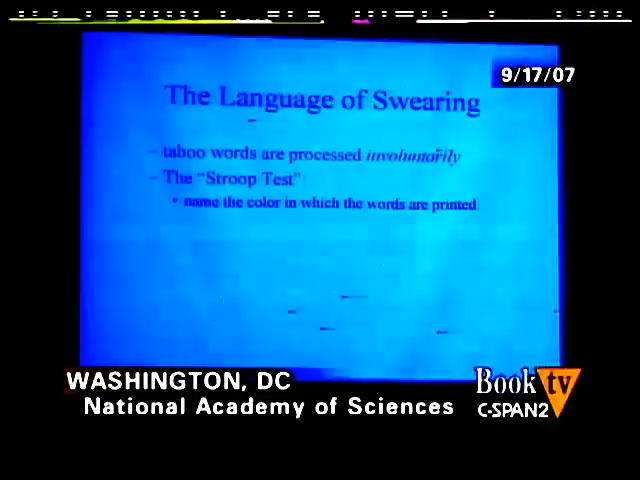 9/17/07
The Language of Swearing
– taboo words are processed involuntarily
– The "Stroop Test"
• name the color in which the words are printed
WASHINGTON, DC
National Academy of Sciences
Book tv
C-SPAN2